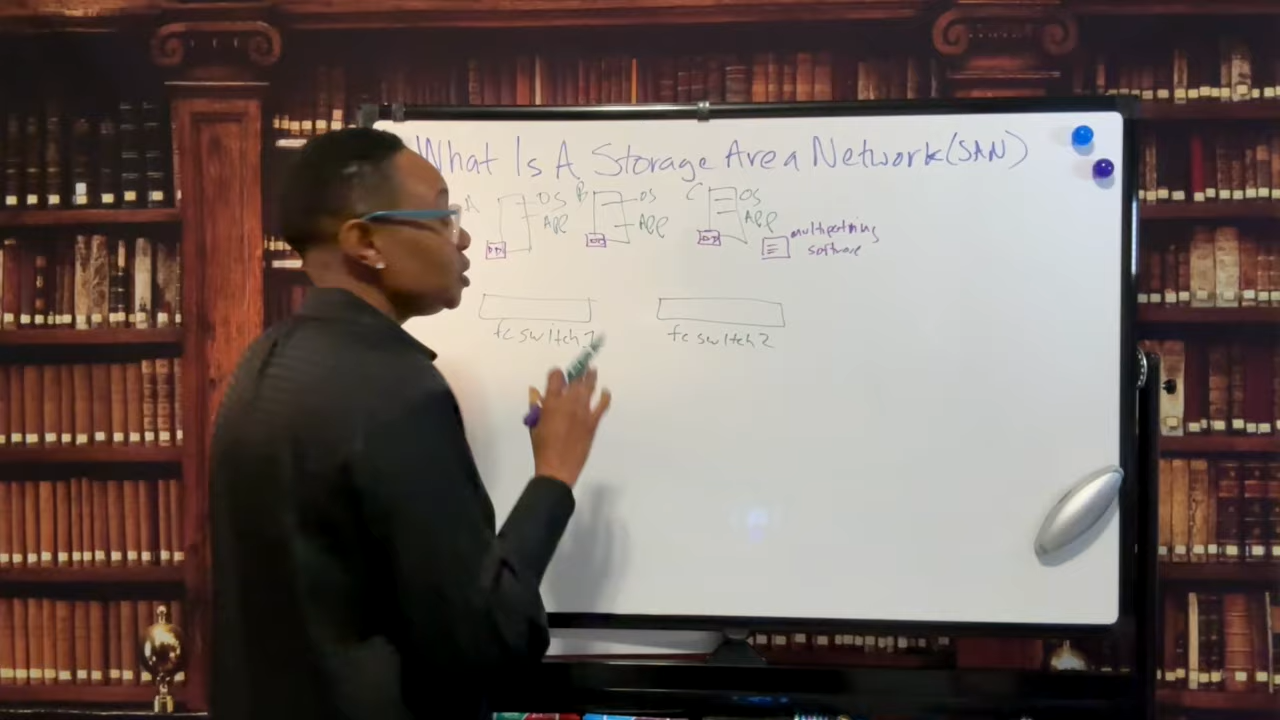 What Is A Storage Area Network(SAN)
A OS B OS C OS
APP APP APP
multipathing
software
fc switch 1 fc switch 2